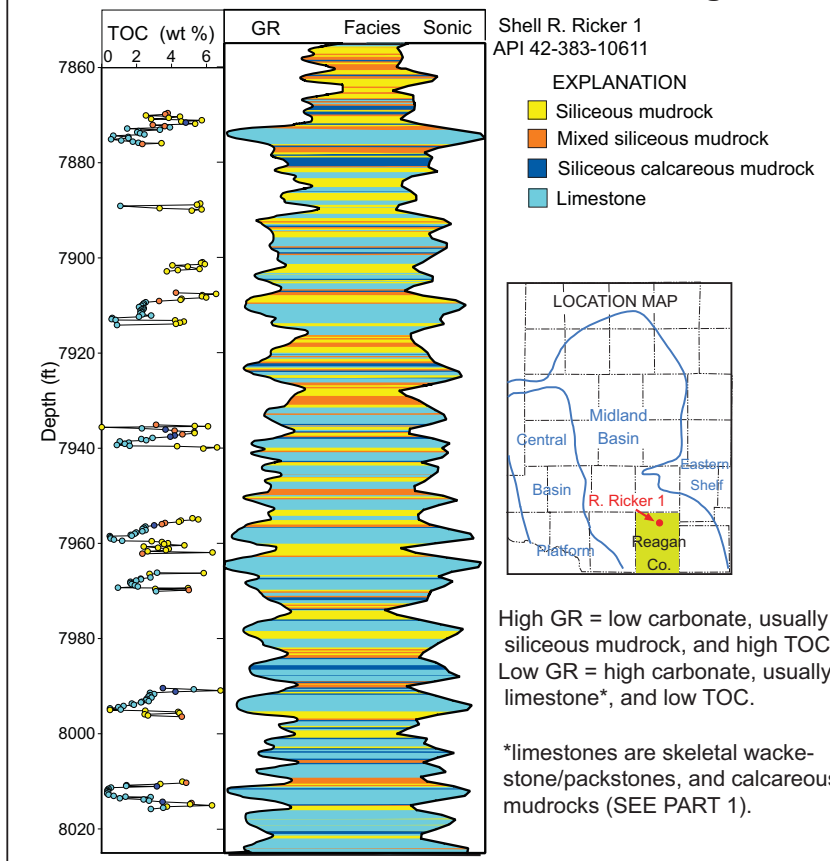 TOC (wt %)
0 2 4 6
GR Facies Sonic
Depth (ft)
7860
7880
7900
7920
7940
7960
7980
8000
8020
Shell R. Ricker 1
API 42-383-10611
EXPLANATION
Siliceous mudrock
Mixed siliceous mudrock
Siliceous calcareous mudrock
Limestone
LOCATION MAP
Midland
Basin
Central
Basin
Platform
Eastern
Shelf
R. Ricker 1
Reagan
Co.
High GR = low carbonate, usually
siliceous mudrock, and high TOC
Low GR = high carbonate, usually
limestone*, and low TOC.
*limestones are skeletal wacke-
stone/packstones, and calcareous
mudrocks (SEE PART 1).